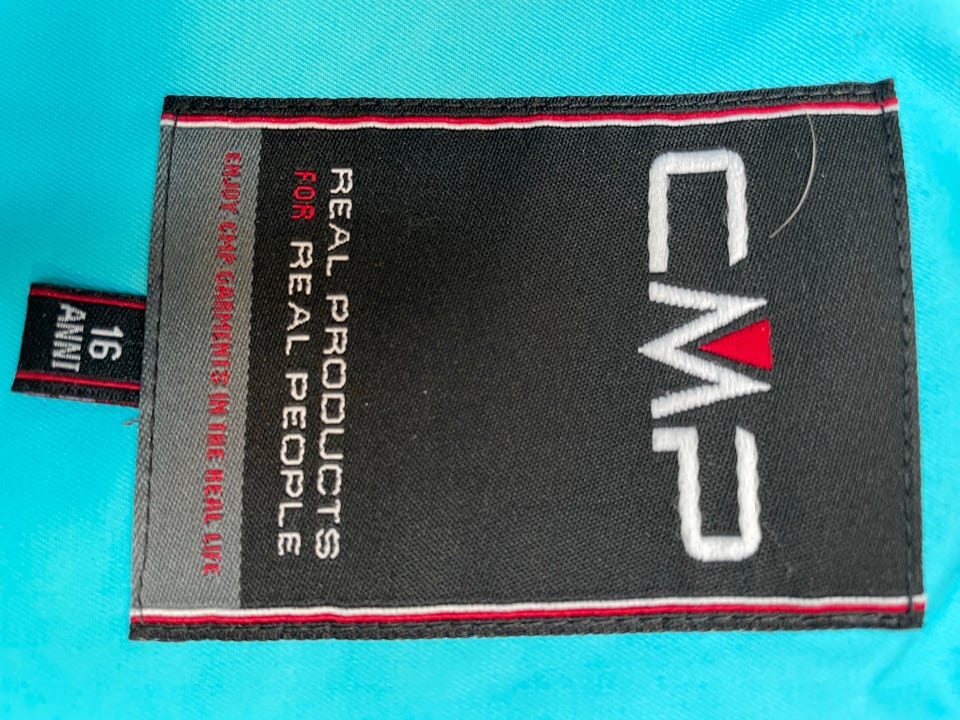 CMP
REAL PRODUCTS
FOR REAL PEOPLE
ENJOY CMP GARMENTS IN THE REAL LIFE
16
ANNI